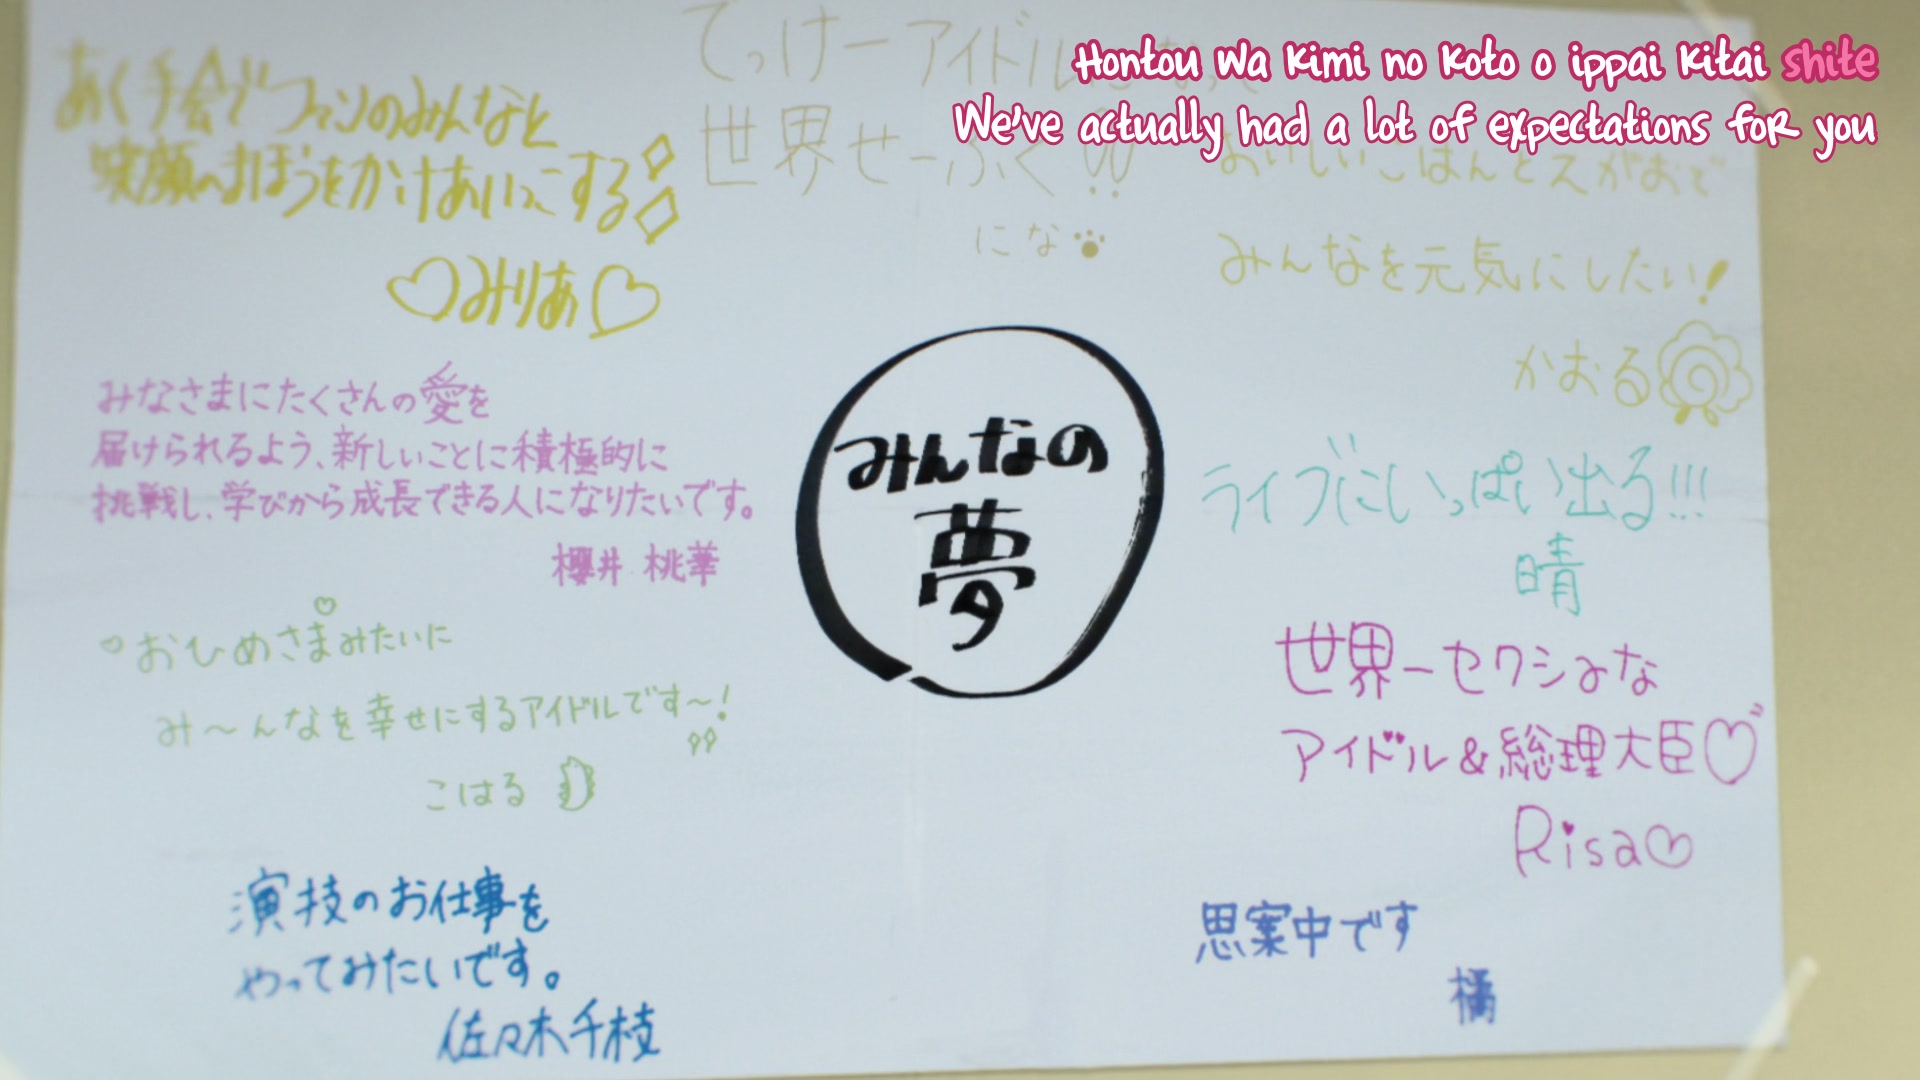 Hontou wa kimi no koto o ippai kitai shite
We've actually had a lot of expectations for you
あく手会でファンのみんなと
笑顔のまほうをかけあいっこする
みりあ
てっけーアイドルになって
世界せーふく!!
にな
おいしいごはんとえがおで
みんなを元気にしたい!
かおる
みなさまにたくさんの愛を
届けられるよう、新しいことに積極的に
挑戦し、学びから成長できる人になりたいです。
櫻井 桃華
みんなの
夢
ライブにいっぱい出る!!!
晴
おひめさまみたいに
み〜んなを幸せにするアイドルです〜!
こはる
世界一セクシーな
アイドル&総理大臣
Risa
演技のお仕事を
やってみたいです。
佐々木千枝
思案中です
橘